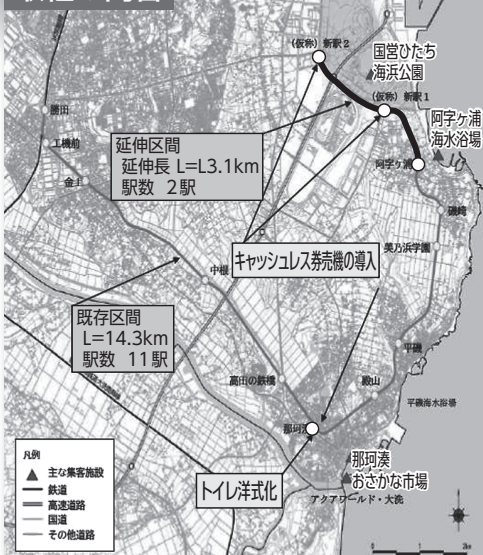 (仮称)新駅2
国営ひたち
海浜公園
(仮称)新駅1
阿字ヶ浦
海水浴場
勝田
工機前
金上
延伸区間
延伸長 L=L3.1km
駅数 2駅
阿字ヶ浦
磯崎
美乃浜学園
キャッシュレス券売機の導入
中根
既存区間
L=14.3km
駅数 11駅
平磯
高田の鉄橋
殿山
平磯海水浴場
那珂湊
那珂湊
おさかな市場
トイレ洋式化
アクアワールド・大洗
凡例
主な集客施設
鉄道
高速道路
国道
その他道路
0 1 2km